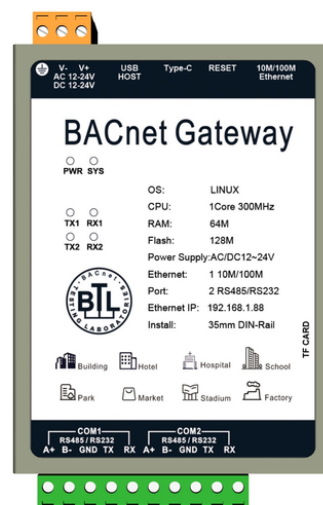 V- V+ USB Type-C RESET 10M/100M
AC 12-24V HOST Ethernet
DC 12-24V
BACnet Gateway
PWR SYS
OS: LINUX
CPU: 1Core 300MHz
TX1 RX1
RAM: 64M
TX2 RX2
Flash: 128M
Power Supply:AC/DC12~24V
Ethernet: 1 10M/100M
Port: 2 RS485/RS232
Ethernet IP: 192.168.1.88
Install: 35mm DIN-Rail
BACnet-SERIES
BTL
TESTING LABORATORIES
TF CARD
Building Hotel Hospital School
Park Market Stadium Factory
COM1 COM2
RS485 / RS232 RS485 / RS232
A+ B- GND TX RX A+ B- GND TX RX